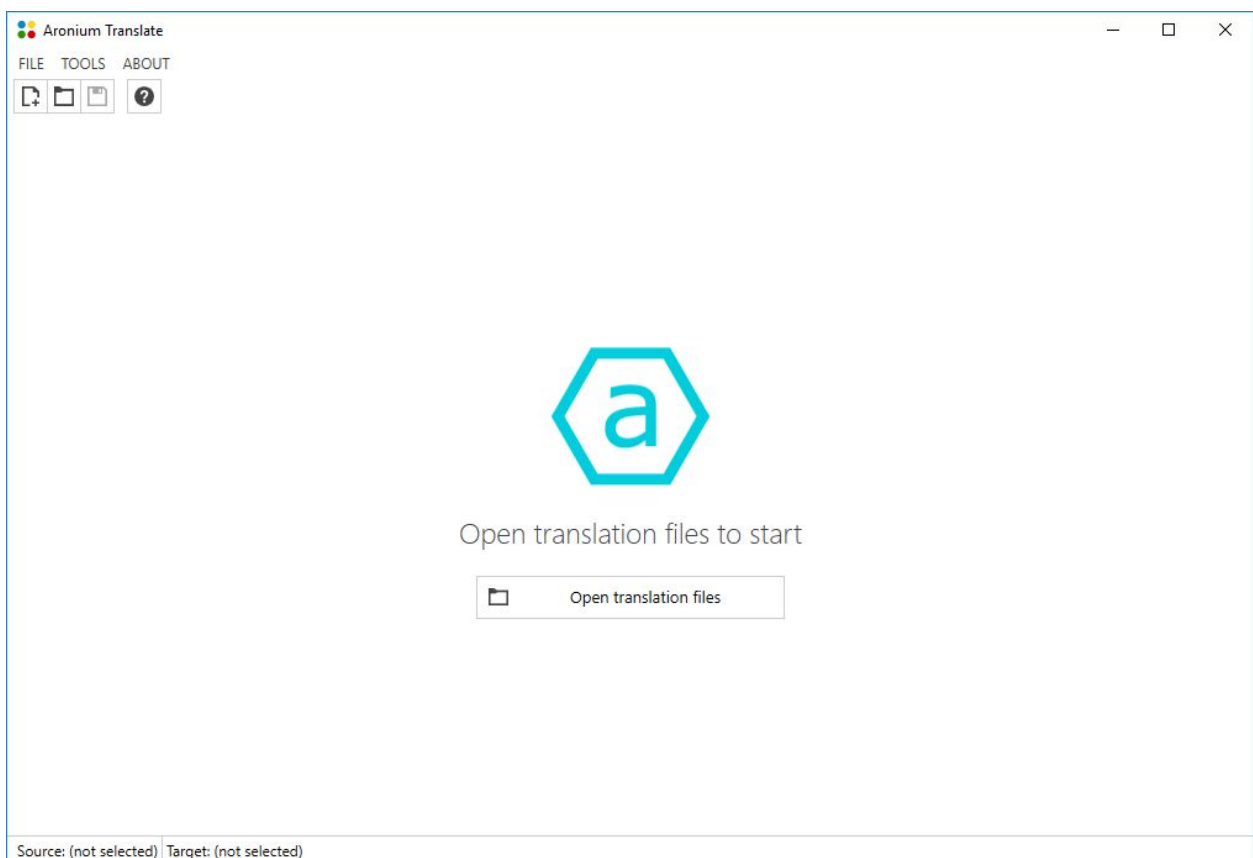 Aronium Translate
FILE TOOLS ABOUT
a
Open translation files to start
Open translation files
Source: (not selected) Target: (not selected)